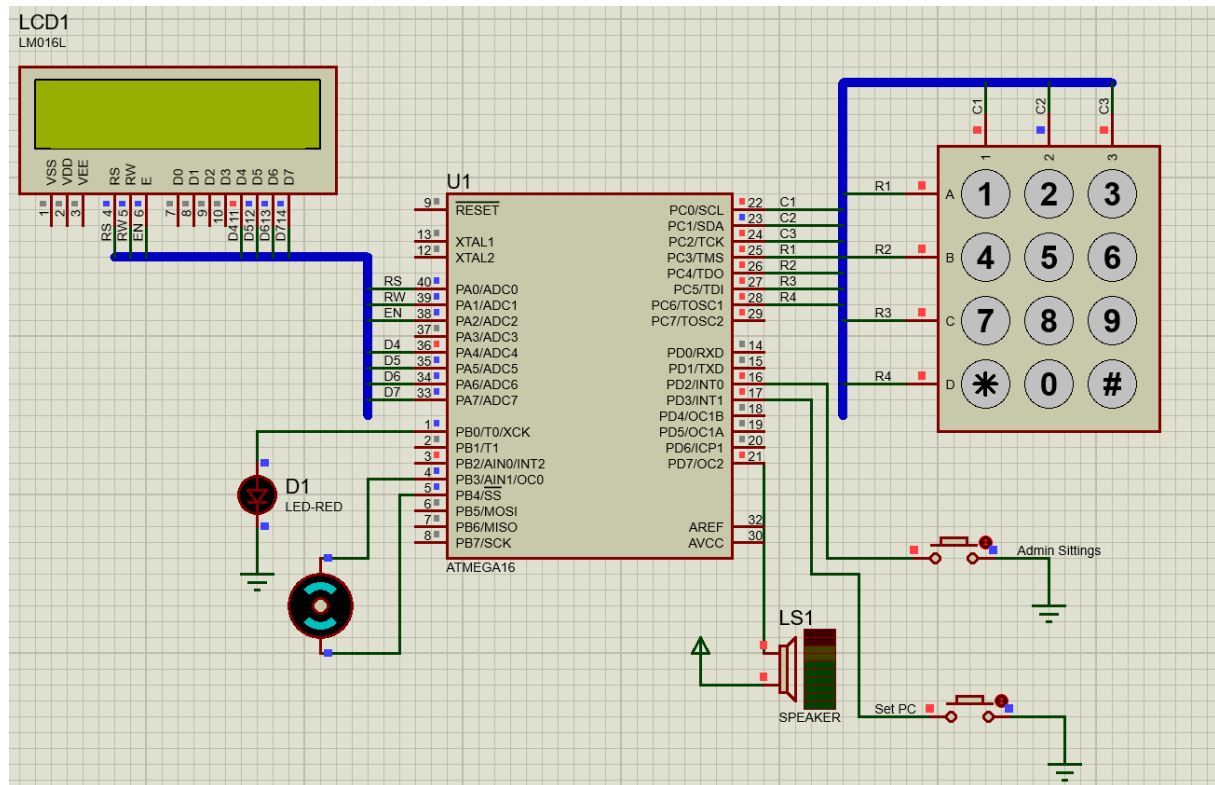 LCD1
LM016L
VSS
VDD
VEE
RS
RW
E
D0
D1
D2
D3
D4
D5
D6
D7
1
2
3
RS 4
RW 5
EN 6
7
8
9
10
D4 11
D5 12
D6 13
D7 14
U1
9 RESET
13 XTAL1
12 XTAL2
RS 40 PA0/ADC0
RW 39 PA1/ADC1
EN 38 PA2/ADC2
37 PA3/ADC3
D4 36 PA4/ADC4
D5 35 PA5/ADC5
D6 34 PA6/ADC6
D7 33 PA7/ADC7
1 PB0/T0/XCK
2 PB1/T1
3 PB2/AIN0/INT2
4 PB3/AIN1/OC0
5 PB4/SS
6 PB5/MOSI
7 PB6/MISO
8 PB7/SCK
PC0/SCL 22 C1
PC1/SDA 23 C2
PC2/TCK 24 C3
PC3/TMS 25 R1
PC4/TDO 26 R2
PC5/TDI 27 R3
PC6/TOSC1 28 R4
PC7/TOSC2 29
PD0/RXD 14
PD1/TXD 15
PD2/INT0 16
PD3/INT1 17
PD4/OC1B 18
PD5/OC1A 19
PD6/ICP1 20
PD7/OC2 21
AREF 32
AVCC 30
ATMEGA16
D1
LED-RED
C1
C2
C3
1 2 3
R1 A 1 2 3
R2 B 4 5 6
R3 C 7 8 9
R4 D * 0 #
Admin Sittings
LS1
SPEAKER
Set PC